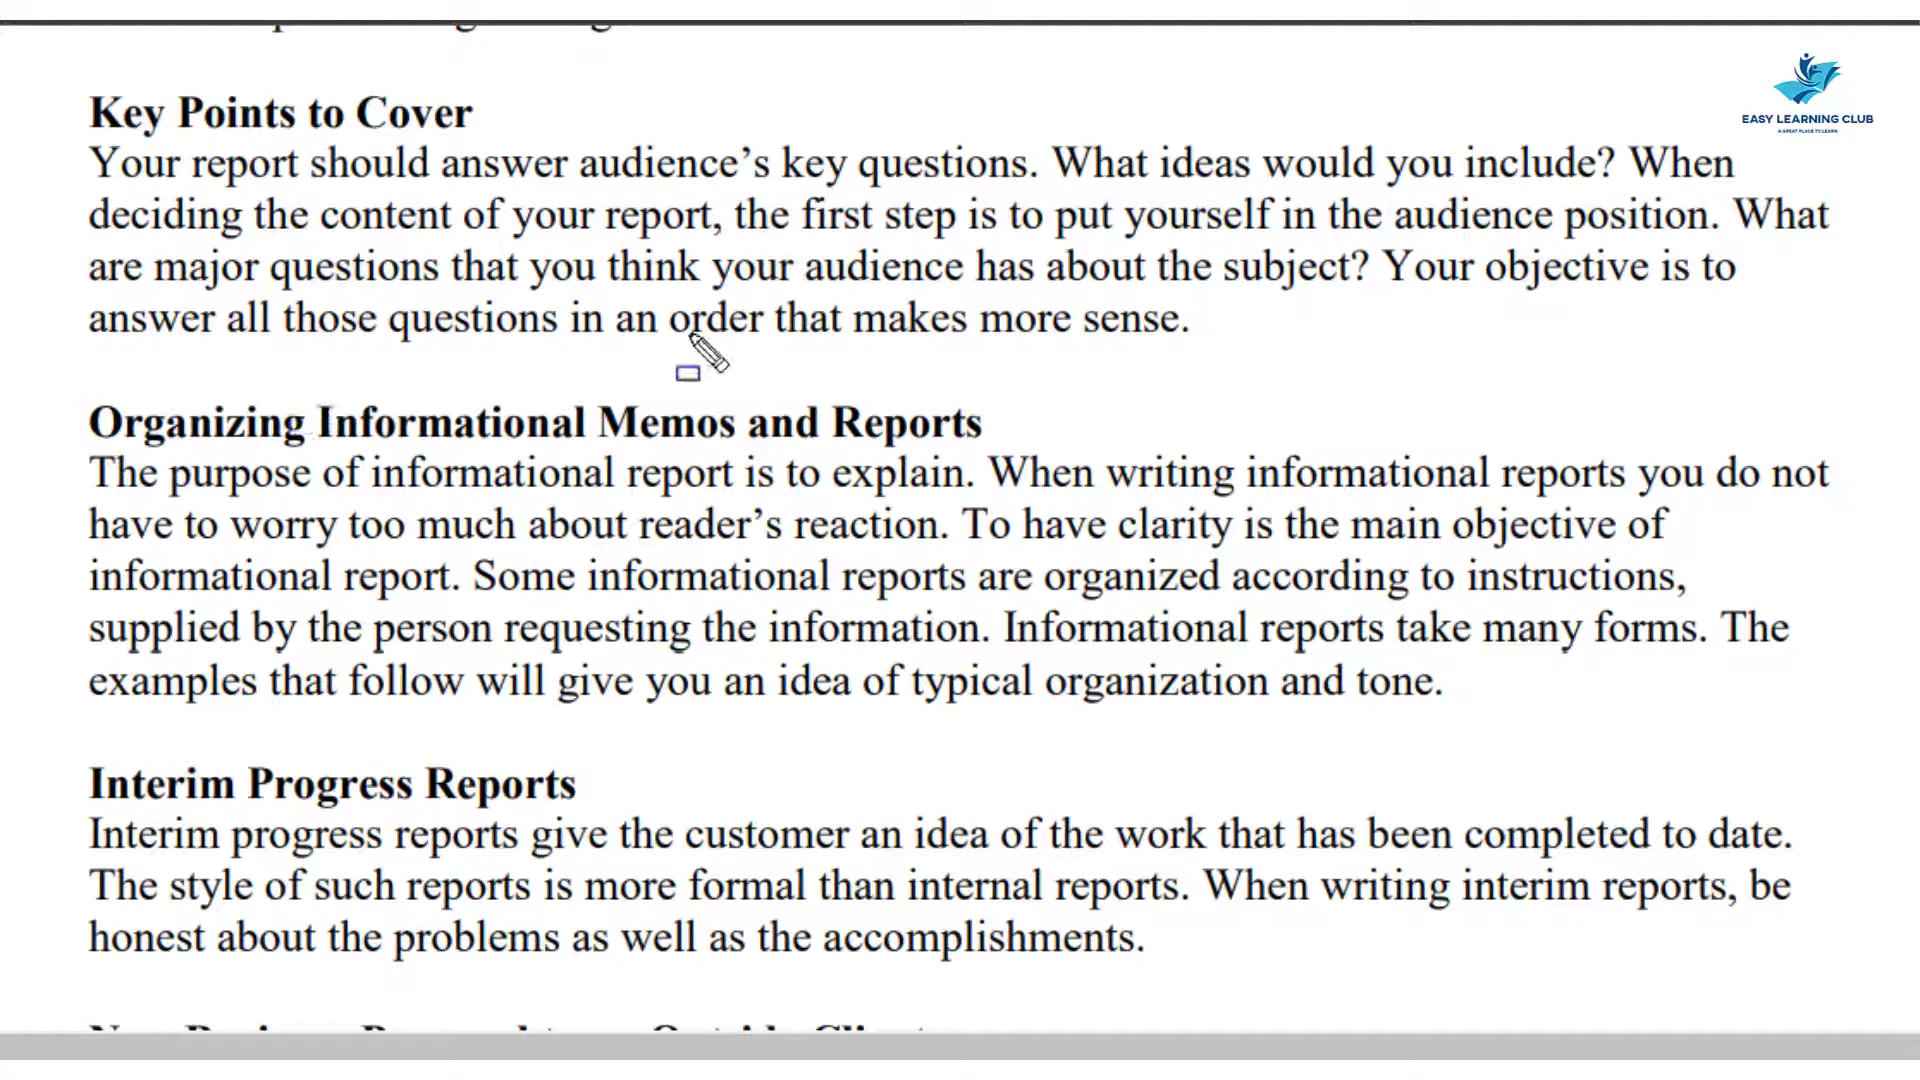 EASY LEARNING CLUB
A GREAT PLACE TO LEARN
Key Points to Cover
Your report should answer audience’s key questions. What ideas would you include? When
deciding the content of your report, the first step is to put yourself in the audience position. What
are major questions that you think your audience has about the subject? Your objective is to
answer all those questions in an order that makes more sense.
Organizing Informational Memos and Reports
The purpose of informational report is to explain. When writing informational reports you do not
have to worry too much about reader’s reaction. To have clarity is the main objective of
informational report. Some informational reports are organized according to instructions,
supplied by the person requesting the information. Informational reports take many forms. The
examples that follow will give you an idea of typical organization and tone.
Interim Progress Reports
Interim progress reports give the customer an idea of the work that has been completed to date.
The style of such reports is more formal than internal reports. When writing interim reports, be
honest about the problems as well as the accomplishments.